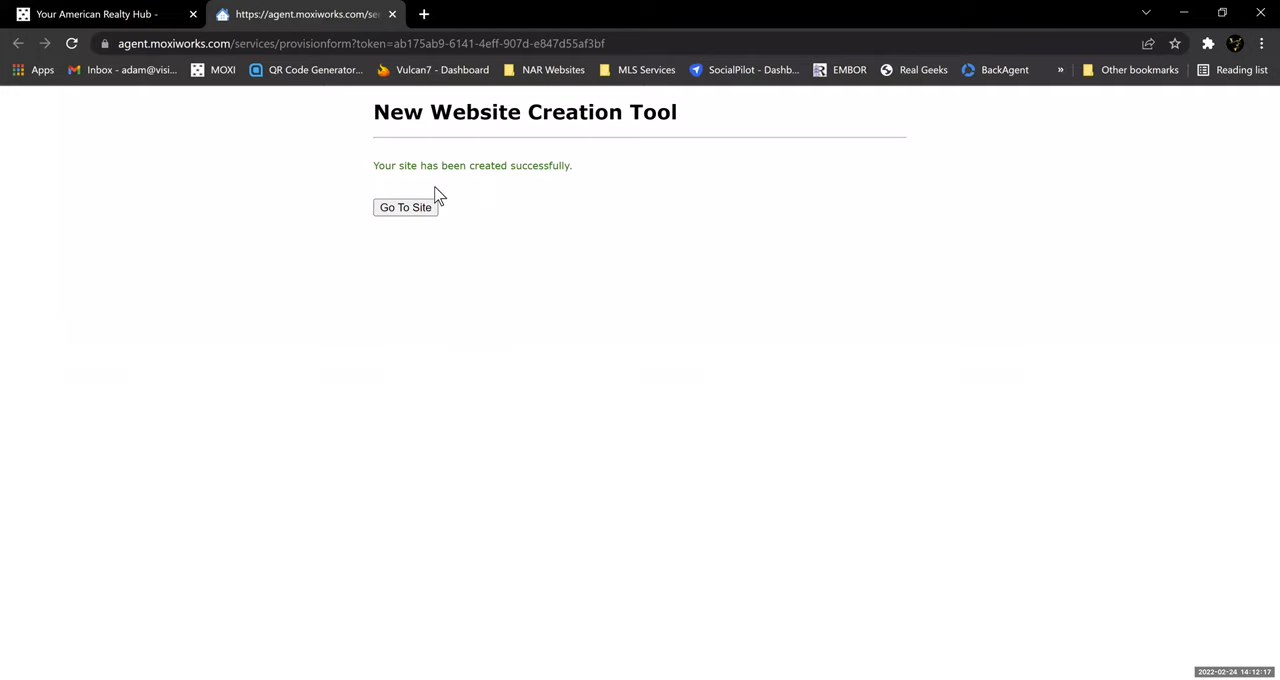 Your American Realty Hub -
https://agent.moxiworks.com/se
agent.moxiworks.com/services/provisionform?token=ab175ab9-6141-4eff-907d-e847d55af3bf
Apps Inbox - adam@visi... MOXI QR Code Generator... Vulcan7 - Dashboard NAR Websites MLS Services SocialPilot - Dashb... EMBOR Real Geeks BackAgent » Other bookmarks Reading list
New Website Creation Tool
Your site has been created successfully.
Go To Site
2022-02-24 14:12:17